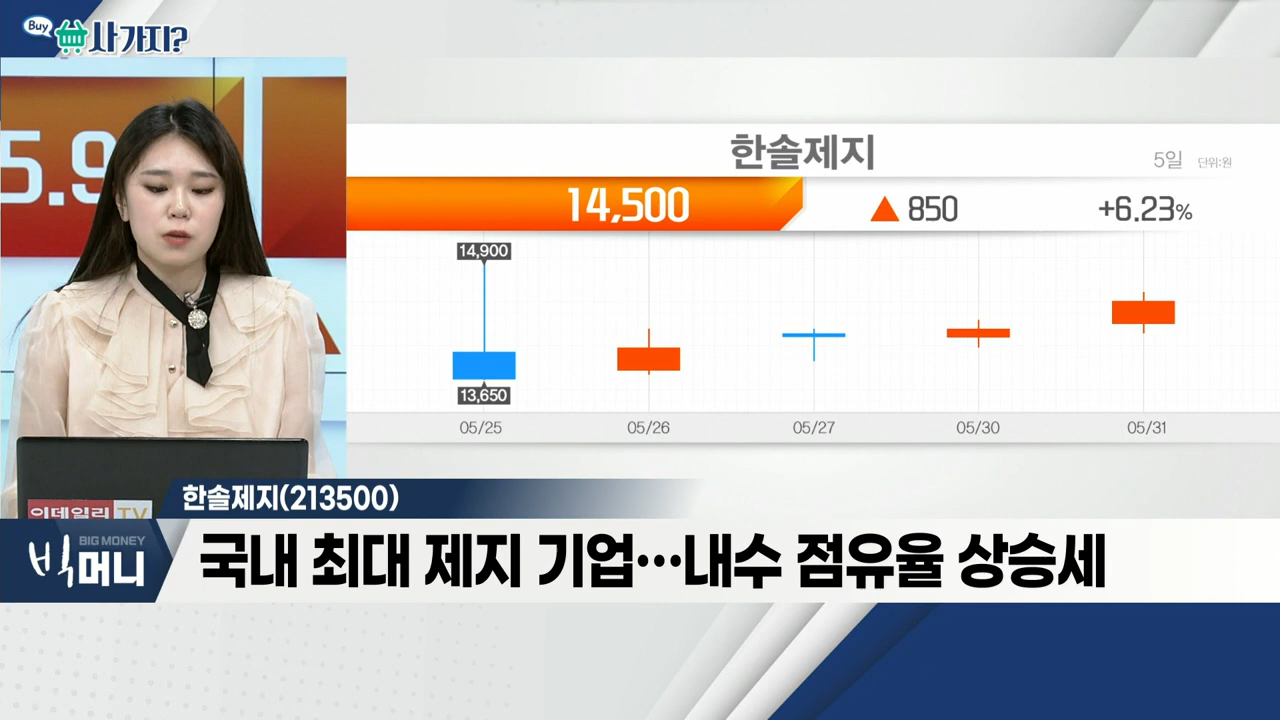 Buy
사가지?
5.9
한솔제지
5일 단위:원
14,500 ▲ 850 +6.23%
14,900
13,650
05/25 05/26 05/27 05/30 05/31
이데일리 TV
한솔제지(213500)
BIG MONEY
빅머니
국내 최대 제지 기업…내수 점유율 상승세